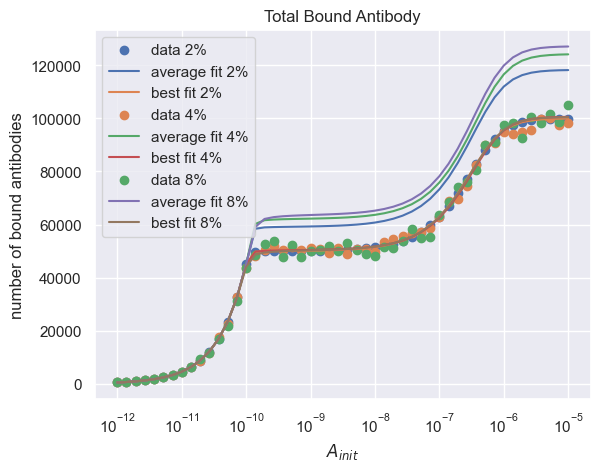 Total Bound Antibody
data 2%
average fit 2%
best fit 2%
data 4%
average fit 4%
best fit 4%
data 8%
average fit 8%
best fit 8%
number of bound antibodies
120000
100000
80000
60000
40000
20000
0
10⁻¹² 10⁻¹¹ 10⁻¹⁰ 10⁻⁹ 10⁻⁸ 10⁻⁷ 10⁻⁶ 10⁻⁵
A_init